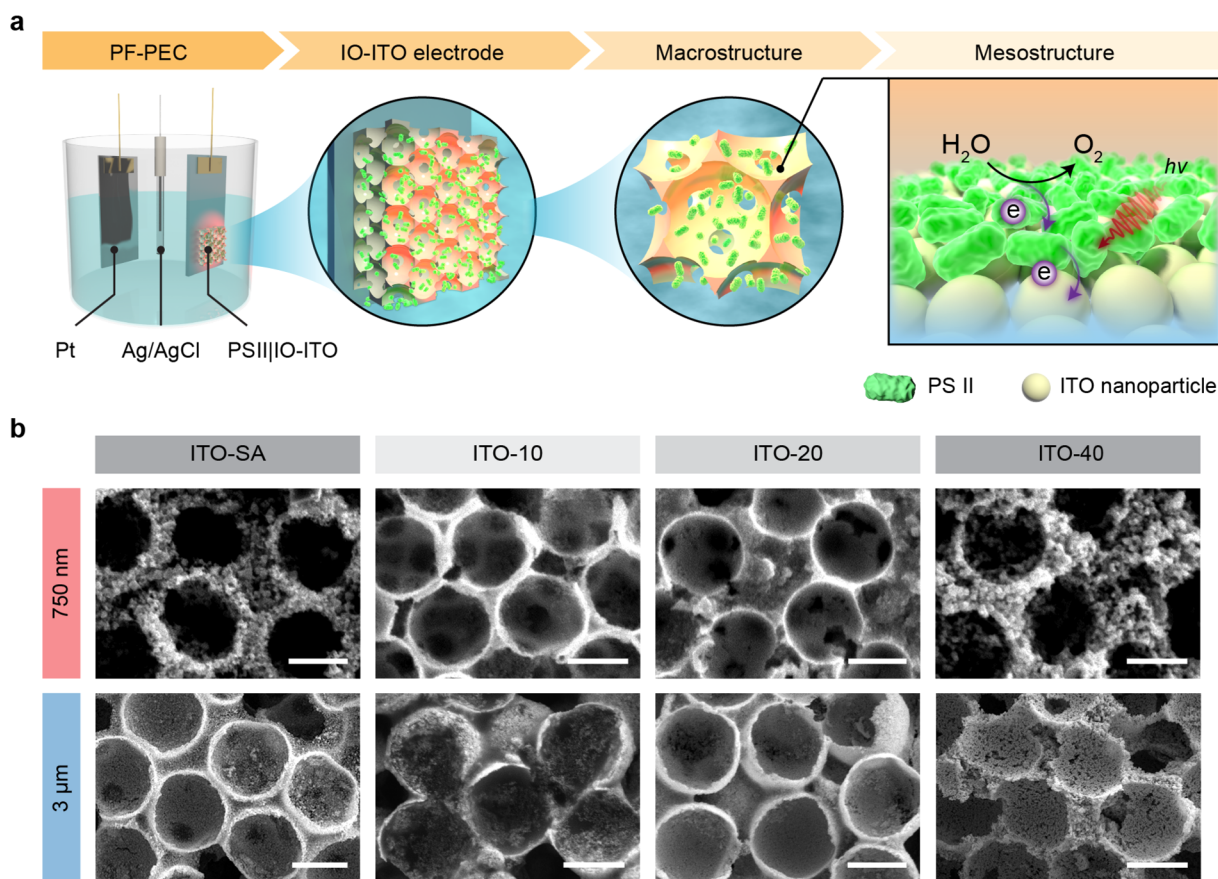 a
PF-PEC
IO-ITO electrode
Macrostructure
Mesostructure
H₂O
O₂
hν
e
e
Pt
Ag/AgCl
PSII|IO-ITO
PS II
ITO nanoparticle
b
ITO-SA
ITO-10
ITO-20
ITO-40
750 nm
3 µm